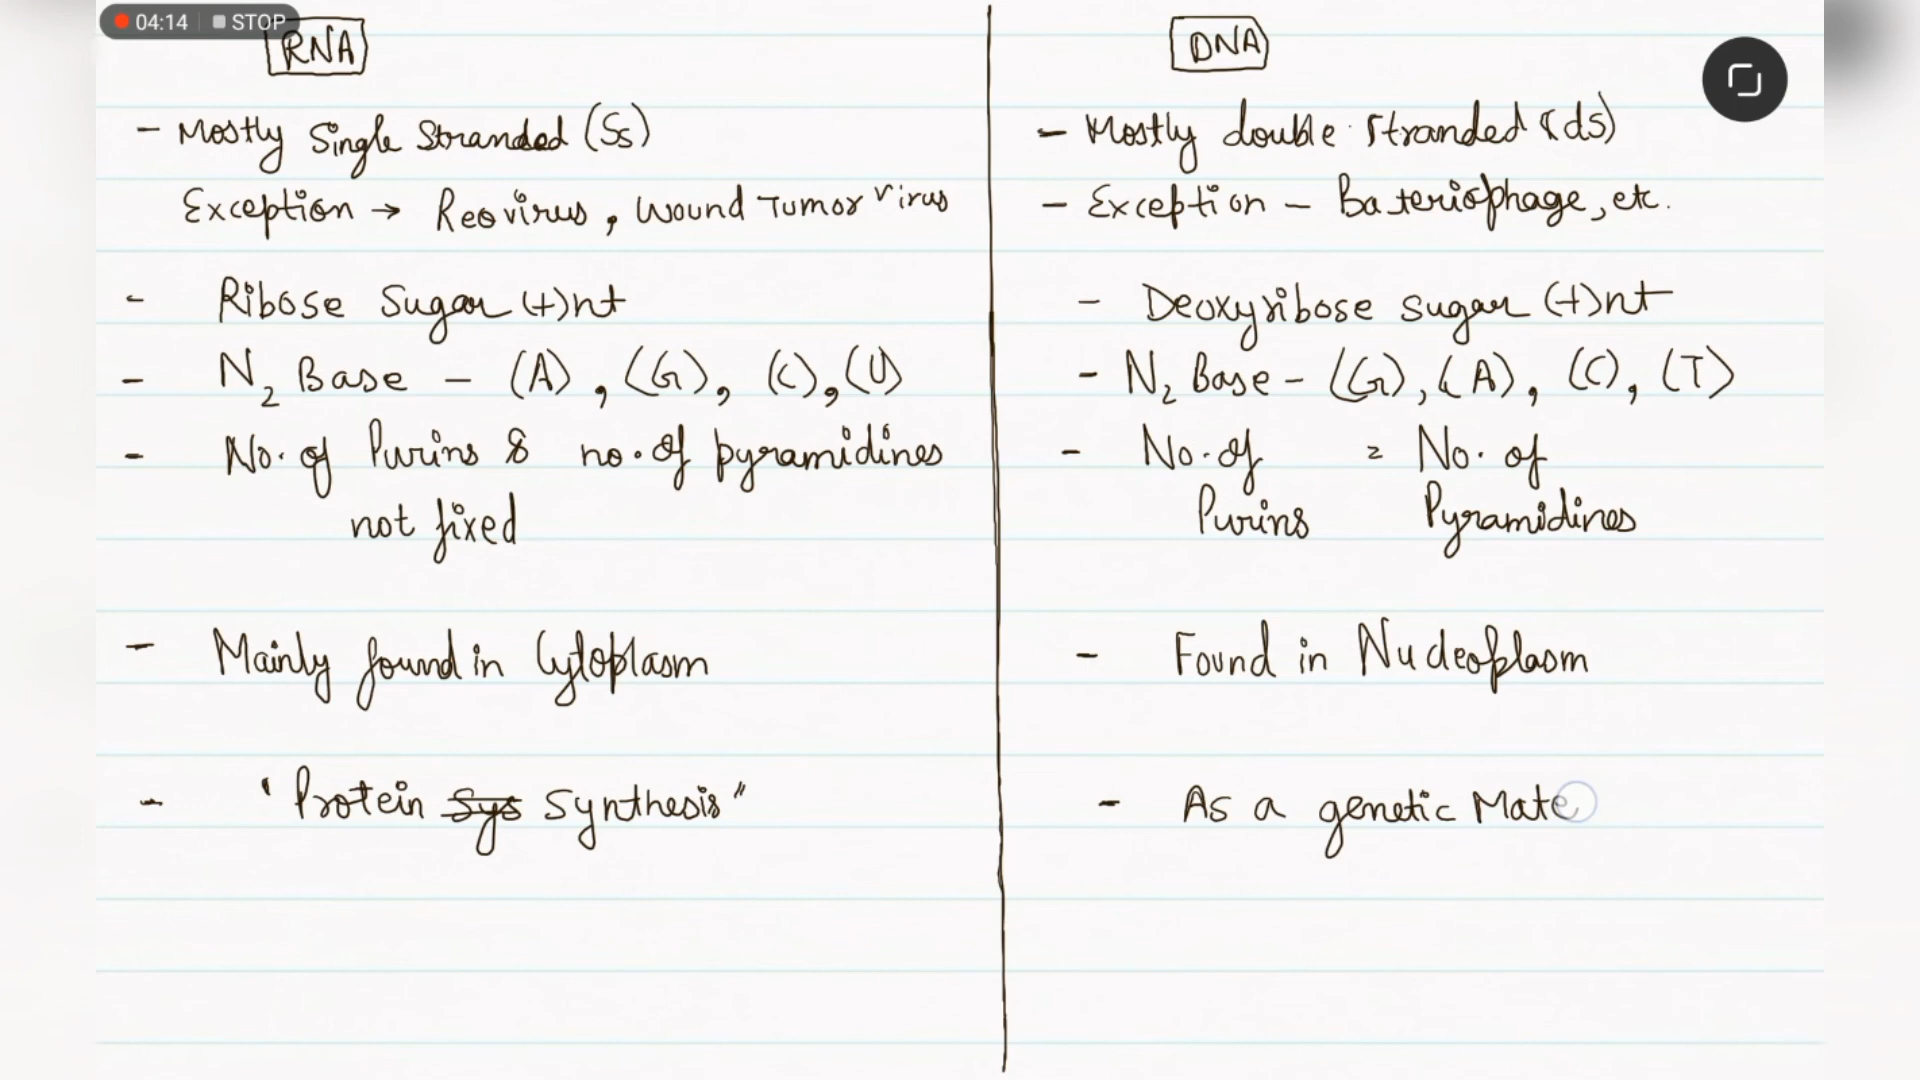 04:14 STOP
RNA
- Mostly Single Stranded (Ss)
Exception → Reovirus, Wound Tumor Virus
- Ribose Sugar (+)nt
- N₂ Base - (A), (G), (C), (U)
- No. of Purins & no. of pyramidines
not fixed
- Mainly found in Cytoplasm
- "Protein Sys Synthesis"
DNA
- Mostly double stranded (ds)
- Exception - Bateriophage, etc.
- Deoxyribose sugar (+)nt
- N₂ Base - (G), (A), (C), (T)
- No. of = No. of
Purins Pyramidines
- Found in Nucleoplasm
- As a genetic Mate